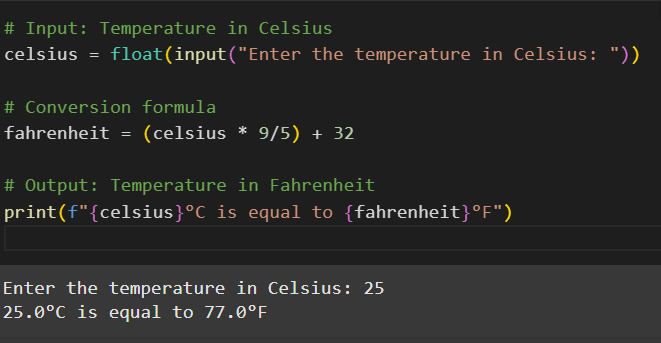 # Input: Temperature in Celsius
celsius = float(input("Enter the temperature in Celsius: "))
# Conversion formula
fahrenheit = (celsius * 9/5) + 32
# Output: Temperature in Fahrenheit
print(f"{celsius}°C is equal to {fahrenheit}°F")
Enter the temperature in Celsius: 25
25.0°C is equal to 77.0°F